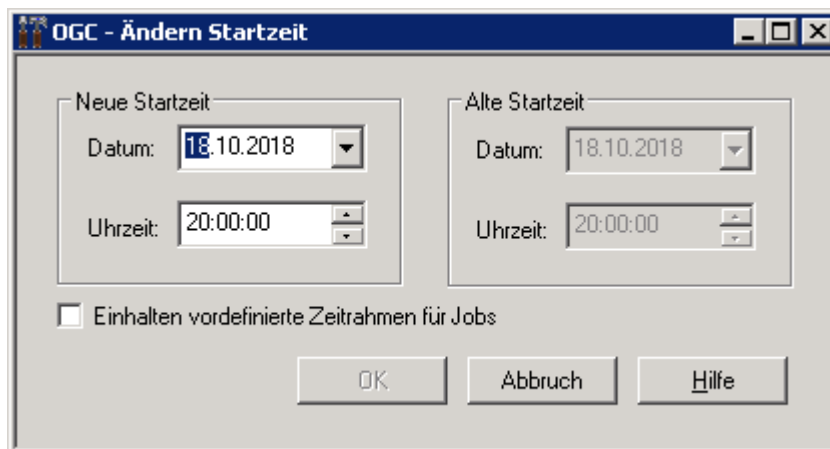 OGC - Ändern Startzeit
Neue Startzeit
Datum: 18.10.2018
Uhrzeit: 20:00:00
Alte Startzeit
Datum: 18.10.2018
Uhrzeit: 20:00:00
Einhalten vordefinierte Zeitrahmen für Jobs
OK Abbruch Hilfe